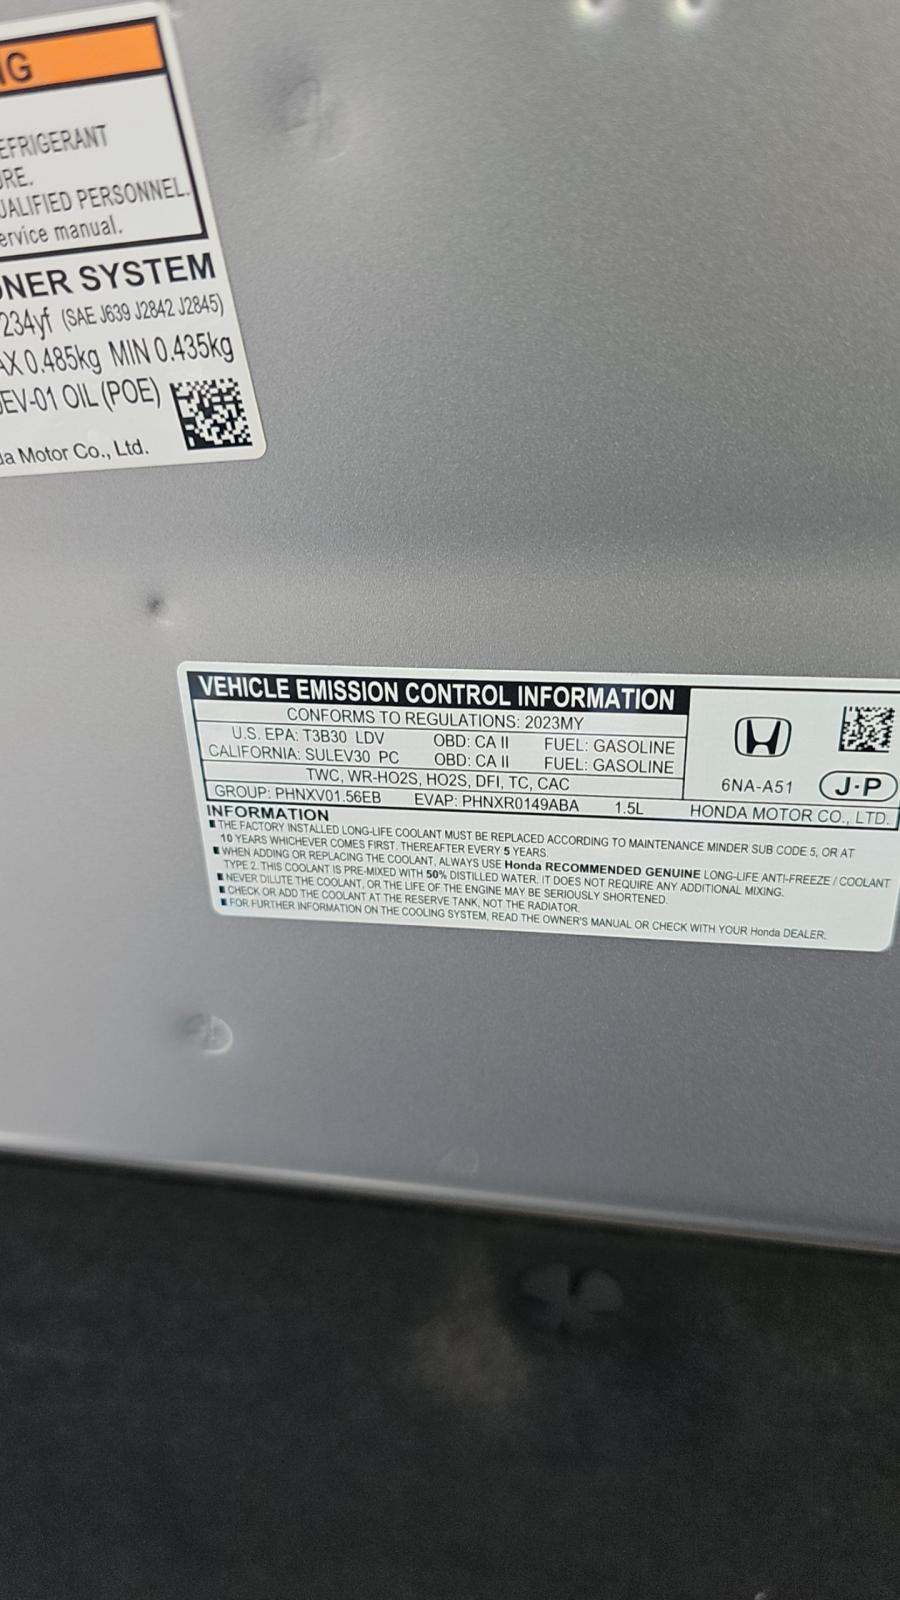 NG
EFRIGERANT
URE.
UALIFIED PERSONNEL.
ervice manual.
ONER SYSTEM
234yf (SAE J639 J2842 J2845)
AX 0.485kg MIN 0.435kg
EV-01 OIL (POE)
da Motor Co., Ltd.
VEHICLE EMISSION CONTROL INFORMATION
CONFORMS TO REGULATIONS: 2023MY
U.S. EPA: T3B30 LDV OBD: CA II FUEL: GASOLINE
CALIFORNIA: SULEV30 PC OBD: CA II FUEL: GASOLINE
TWC, WR-HO2S, HO2S, DFI, TC, CAC
6NA-A51 J-P
GROUP: PHNXV01.56EB EVAP: PHNXR0149ABA 1.5L HONDA MOTOR CO., LTD.
INFORMATION
■ THE FACTORY INSTALLED LONG-LIFE COOLANT MUST BE REPLACED ACCORDING TO MAINTENANCE MINDER SUB CODE 5, OR AT
10 YEARS WHICHEVER COMES FIRST. THEREAFTER EVERY 5 YEARS.
■ WHEN ADDING OR REPLACING THE COOLANT, ALWAYS USE Honda RECOMMENDED GENUINE LONG-LIFE ANTI-FREEZE / COOLANT
TYPE 2. THIS COOLANT IS PRE-MIXED WITH 50% DISTILLED WATER. IT DOES NOT REQUIRE ANY ADDITIONAL MIXING.
■ NEVER DILUTE THE COOLANT, OR THE LIFE OF THE ENGINE MAY BE SERIOUSLY SHORTENED.
■ CHECK OR ADD THE COOLANT AT THE RESERVE TANK, NOT THE RADIATOR.
■ FOR FURTHER INFORMATION ON THE COOLING SYSTEM, READ THE OWNER'S MANUAL OR CHECK WITH YOUR Honda DEALER.